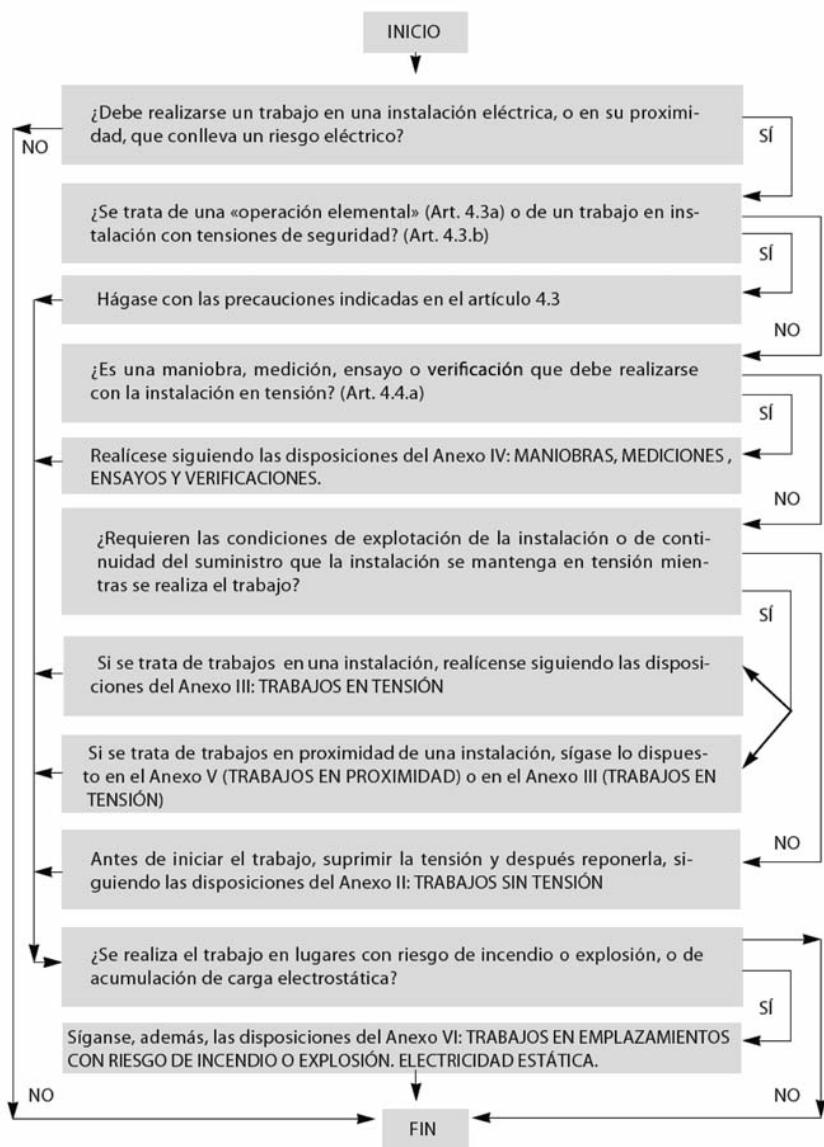 INICIO
¿Debe realizarse un trabajo en una instalación eléctrica, o en su proximi-
dad, que conlleva un riesgo eléctrico?
NO
SÍ
¿Se trata de una «operación elemental» (Art. 4.3a) o de un trabajo en ins-
talación con tensiones de seguridad? (Art. 4.3.b)
SÍ
Hágase con las precauciones indicadas en el artículo 4.3
NO
¿Es una maniobra, medición, ensayo o verificación que debe realizarse
con la instalación en tensión? (Art. 4.4.a)
SÍ
Realícese siguiendo las disposiciones del Anexo IV: MANIOBRAS, MEDICIONES ,
ENSAYOS Y VERIFICACIONES.
NO
¿Requieren las condiciones de explotación de la instalación o de conti-
nuidad del suministro que la instalación se mantenga en tensión mien-
tras se realiza el trabajo?
SÍ
Si se trata de trabajos en una instalación, realícense siguiendo las disposi-
ciones del Anexo III: TRABAJOS EN TENSIÓN
Si se trata de trabajos en proximidad de una instalación, sígase lo dispues-
to en el Anexo V (TRABAJOS EN PROXIMIDAD) o en el Anexo III (TRABAJOS EN
TENSIÓN)
NO
Antes de iniciar el trabajo, suprimir la tensión y después reponerla, si-
guiendo las disposiciones del Anexo II: TRABAJOS SIN TENSIÓN
¿Se realiza el trabajo en lugares con riesgo de incendio o explosión, o de
acumulación de carga electrostática?
SÍ
Síganse, además, las disposiciones del Anexo VI: TRABAJOS EN EMPLAZAMIENTOS
CON RIESGO DE INCENDIO O EXPLOSIÓN. ELECTRICIDAD ESTÁTICA.
NO
NO
FIN